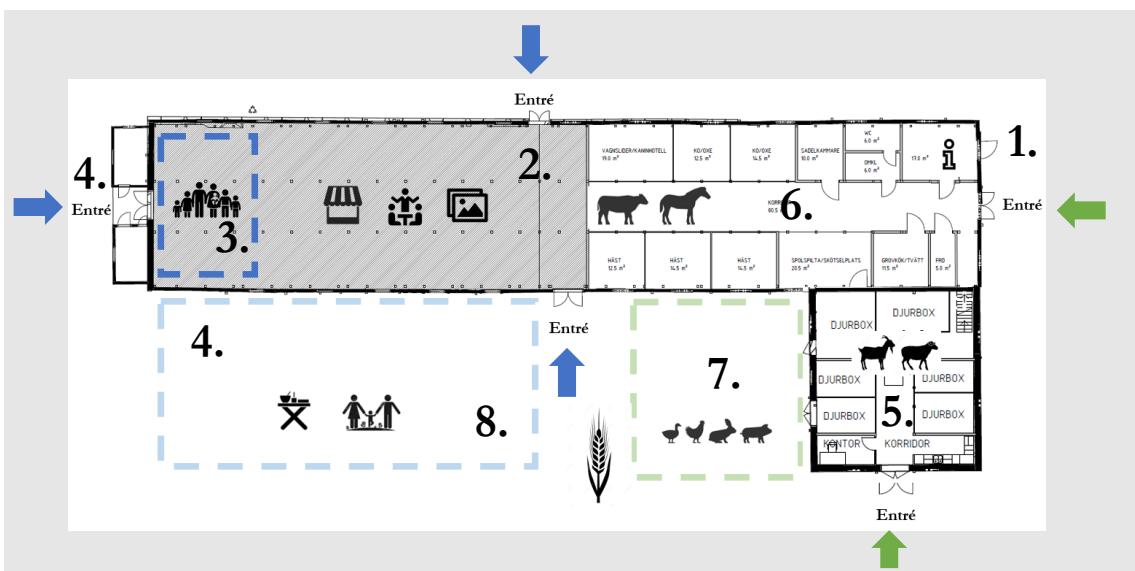 Entré
VAGNSLIDER/KANINHOTELL
19.0 m²
KO/OXE
12.5 m²
KO/OXE
14.5 m²
SADELKAMMARE
10.0 m²
WC
6.0 m²
OMKL
6.0 m²
17.0 m²
1.
2.
4.
Entré
3.
6.
80.5
Entré
HÄST
12.5 m²
HÄST
14.5 m²
HÄST
14.5 m²
SPOLSPILTA/SKÖTSELPLATS
20.5 m²
GROVKÖK/TVÄTT
11.5 m²
FRD
5.0 m²
Entré
4.
8.
7.
DJURBOX
DJURBOX
DJURBOX
DJURBOX
DJURBOX
DJURBOX
5.
KONTOR
KORRIDOR
Entré